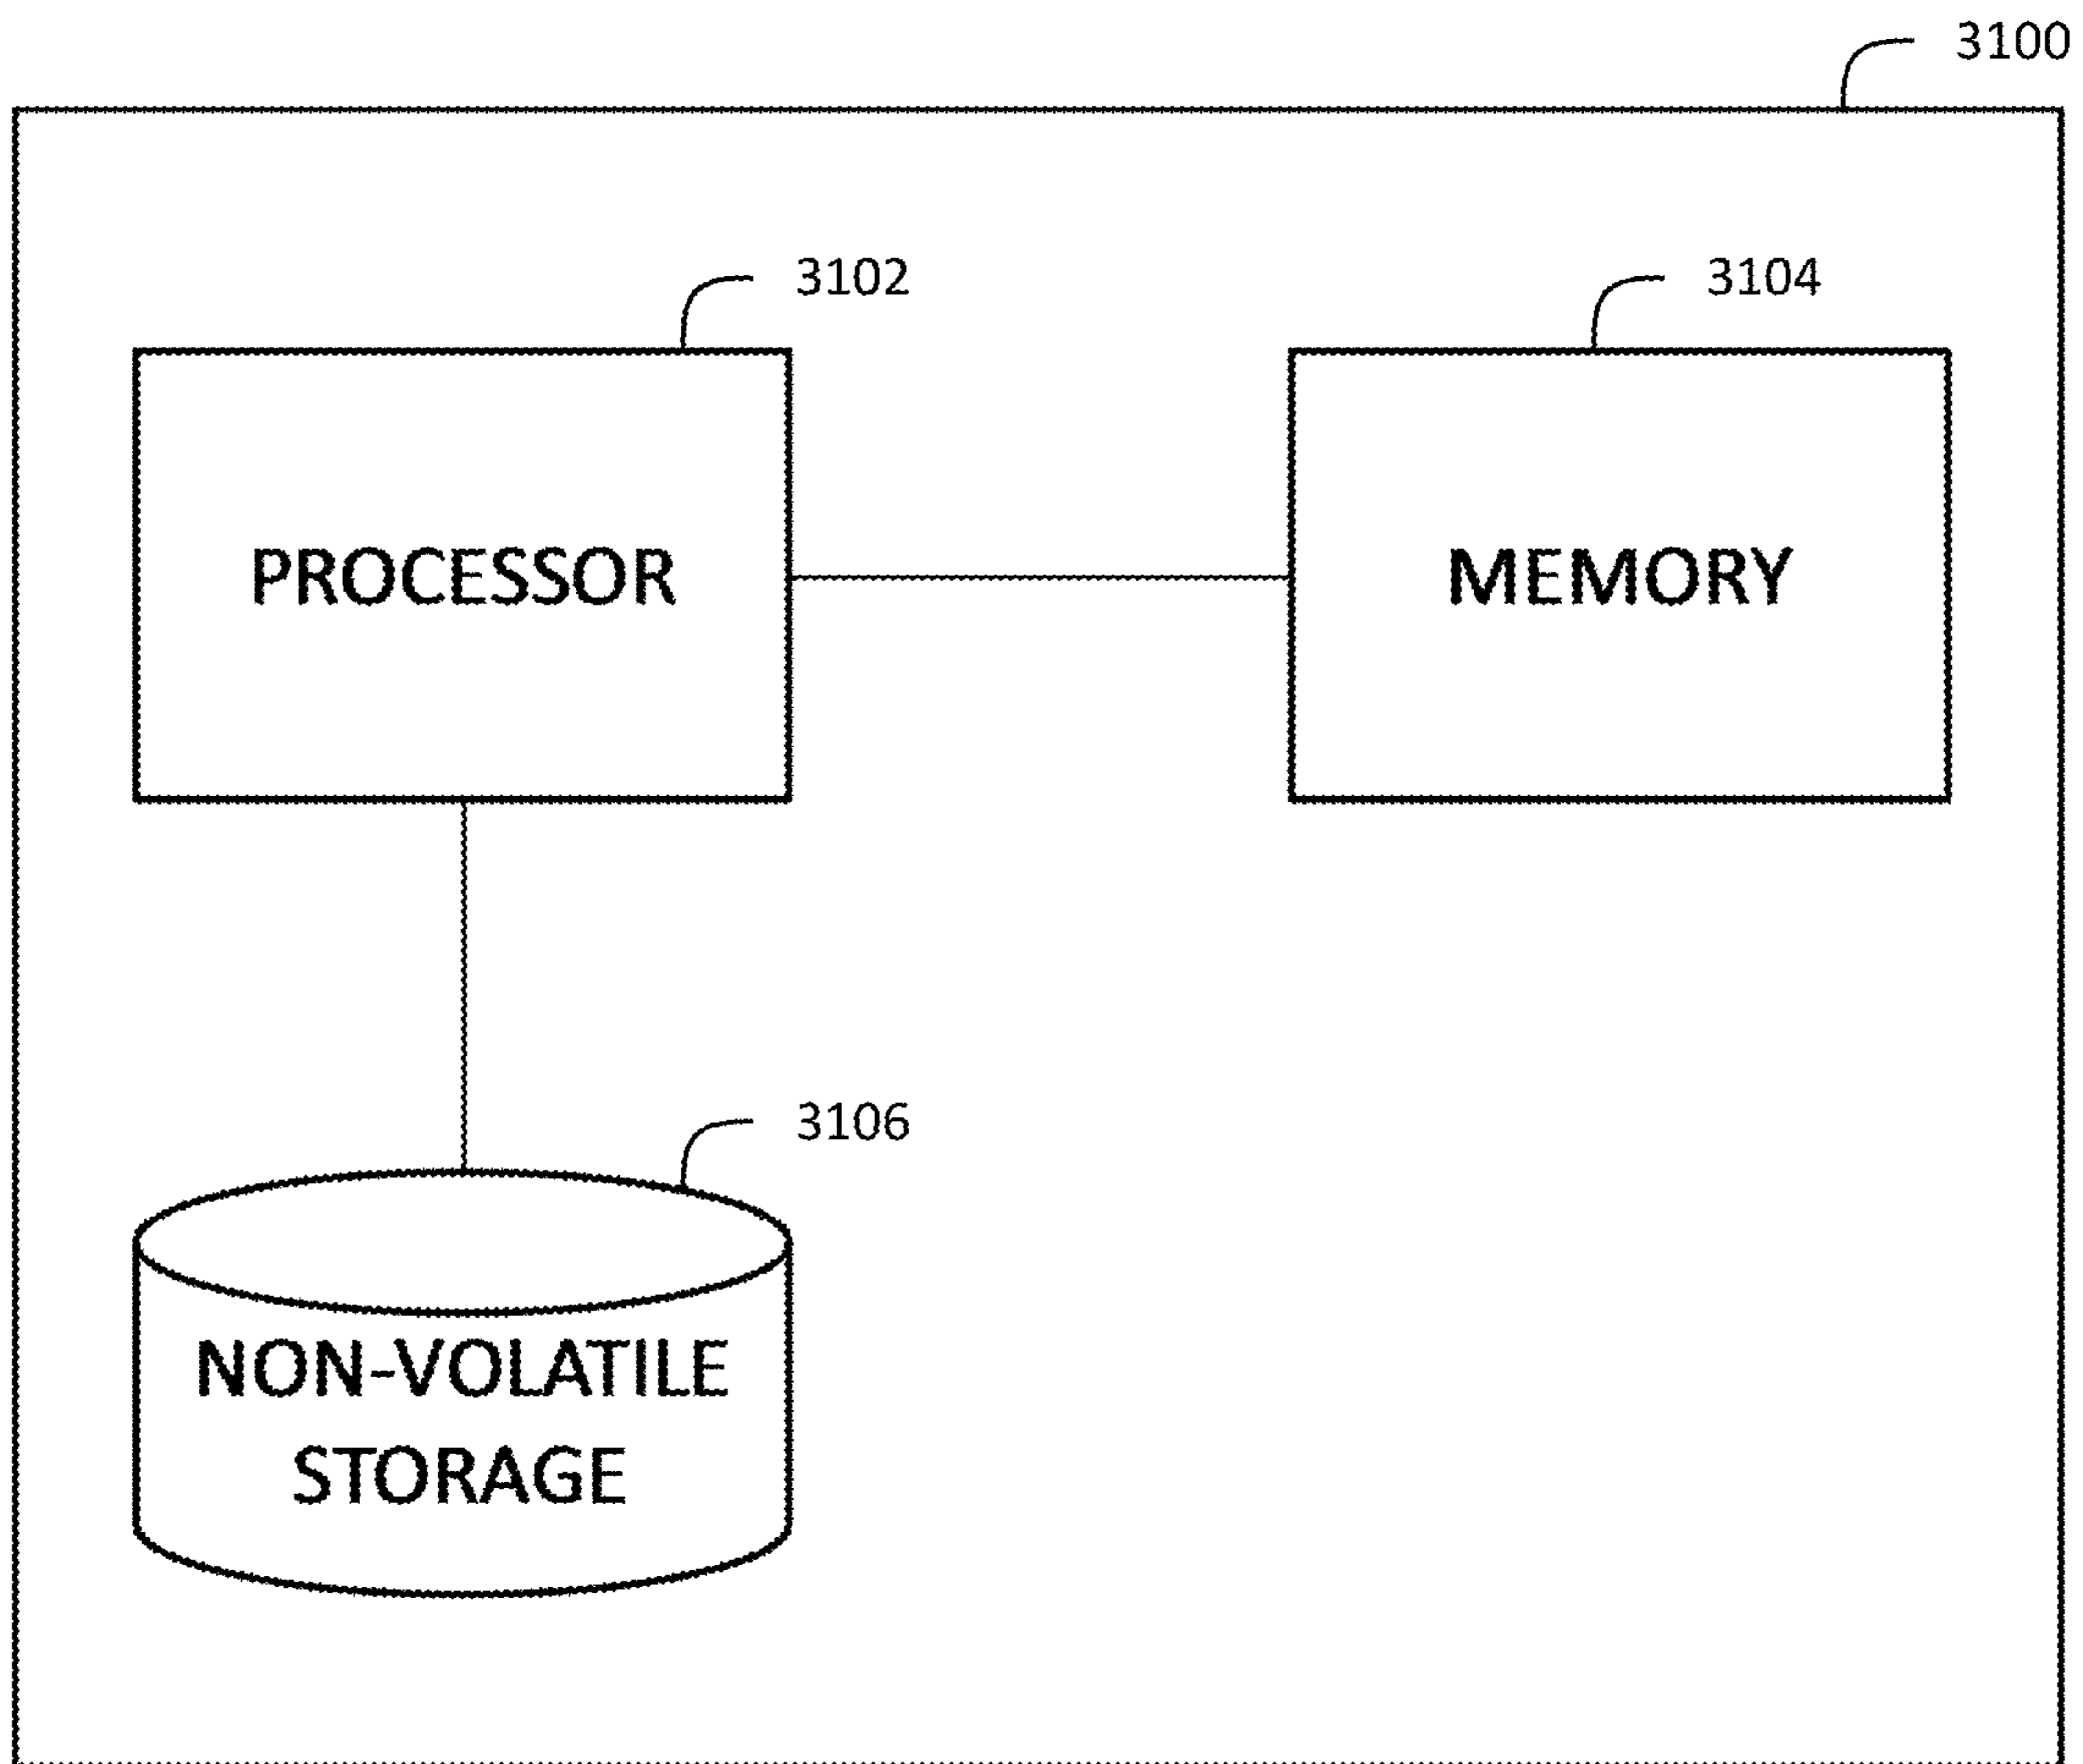 3100
3102
3104
PROCESSOR
MEMORY
3106
NON-VOLATILE
STORAGE